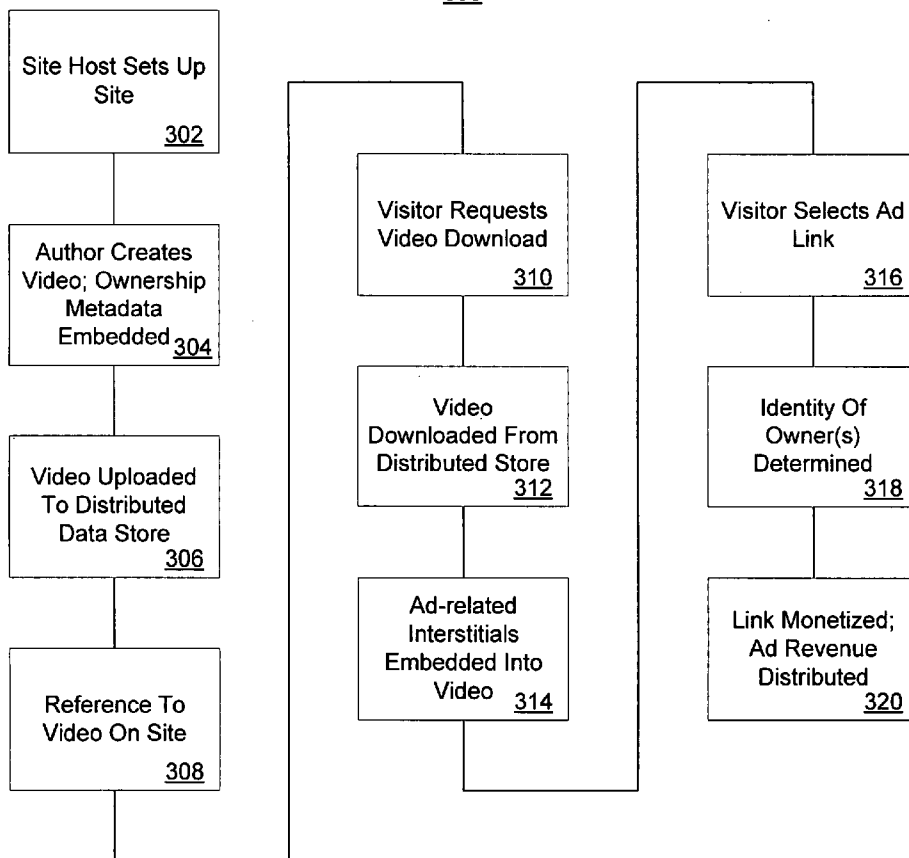 Site Host Sets Up
Site
302
Author Creates
Video; Ownership
Metadata
Embedded
304
Video Uploaded
To Distributed
Data Store
306
Reference To
Video On Site
308
Visitor Requests
Video Download
310
Video
Downloaded From
Distributed Store
312
Ad-related
Interstitials
Embedded Into
Video
314
Visitor Selects Ad
Link
316
Identity Of
Owner(s)
Determined
318
Link Monetized;
Ad Revenue
Distributed
320